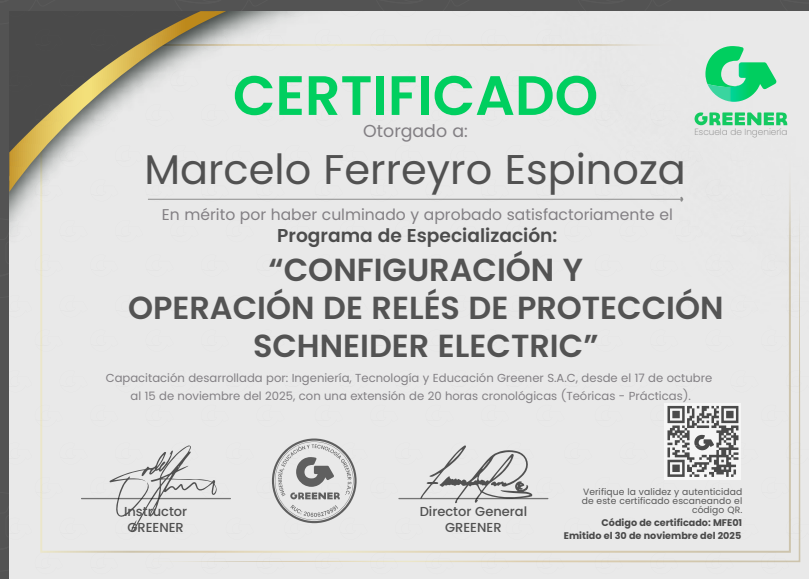 CERTIFICADO
Otorgado a:
GREENER
Escuela de Ingeniería
Marcelo Ferreyro Espinoza
En mérito por haber culminado y aprobado satisfactoriamente el
Programa de Especialización:
“CONFIGURACIÓN Y
OPERACIÓN DE RELÉS DE PROTECCIÓN
SCHNEIDER ELECTRIC”
Capacitación desarrollada por: Ingeniería, Tecnología y Educación Greener S.A.C, desde el 17 de octubre
al 15 de noviembre del 2025, con una extensión de 20 horas cronológicas (Teóricas - Prácticas).
Instructor
GREENER
INGENIERÍA, EDUCACIÓN Y TECNOLOGÍA GREENER S.A.C.
GREENER
Director General
GREENER
Verifique la validez y autenticidad
de este certificado escaneando el
código QR.
Código de certificado: MFE01
Emitido el 30 de noviembre del 2025